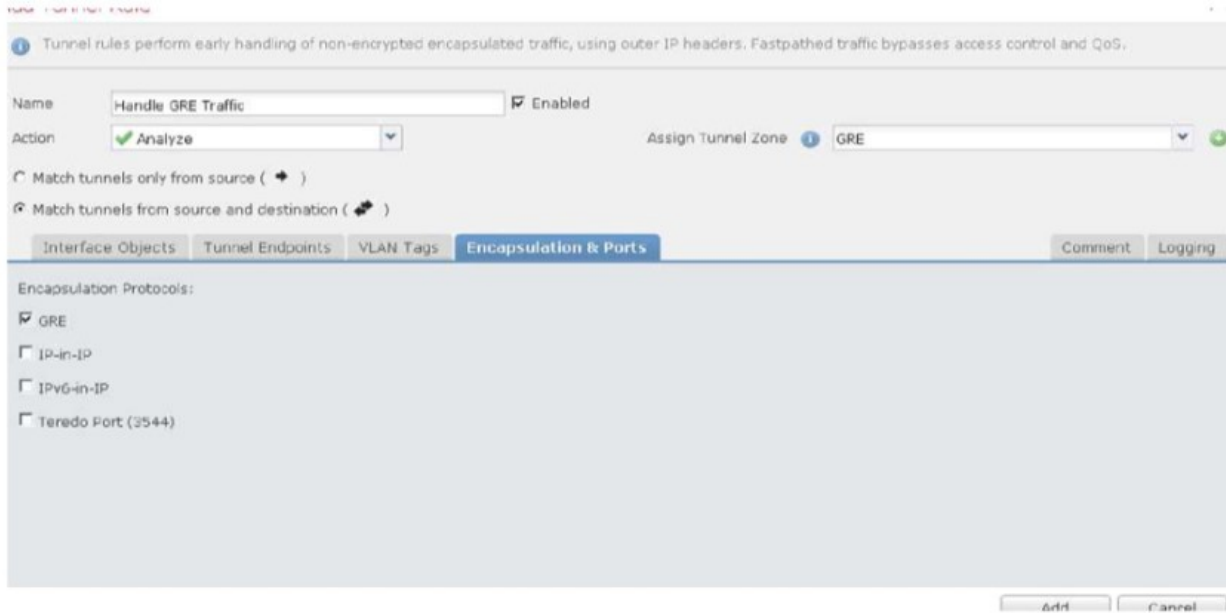 Add Tunnel Rule
Tunnel rules perform early handling of non-encrypted encapsulated traffic, using outer IP headers. Fastpathed traffic bypasses access control and QoS.
Name Handle GRE Traffic Enabled
Action Analyze Assign Tunnel Zone GRE
Match tunnels only from source ( )
Match tunnels from source and destination ( )
Interface Objects Tunnel Endpoints VLAN Tags Encapsulation & Ports Comment Logging
Encapsulation Protocols:
GRE
IP-in-IP
IPv6-in-IP
Teredo Port (3544)
Add Cancel